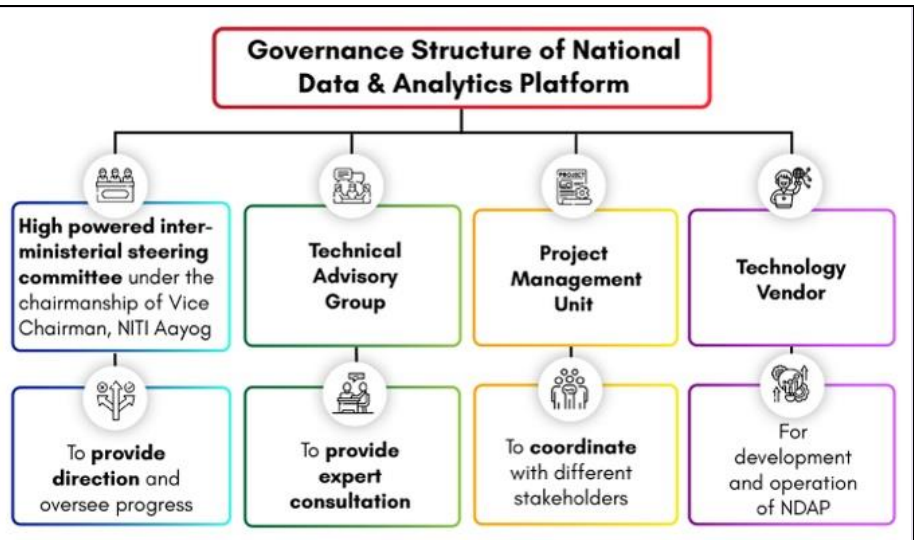 Governance Structure of National
Data & Analytics Platform
High powered inter-
ministerial steering
committee under the
chairmanship of Vice
Chairman, NITI Aayog
Technical
Advisory
Group
PROJECT
Project
Management
Unit
Technology
Vendor
To provide
direction and
oversee progress
To provide
expert
consultation
To coordinate
with different
stakeholders
For
development
and operation
of NDAP